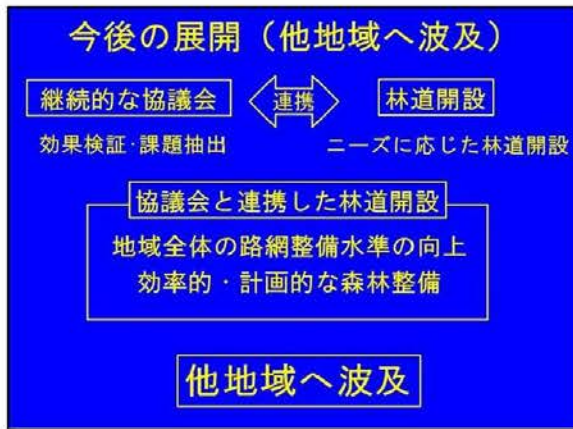 今後の展開（他地域へ波及）
継続的な協議会 連携 林道開設
効果検証・課題抽出 ニーズに応じた林道開設
協議会と連携した林道開設
地域全体の路網整備水準の向上
効率的・計画的な森林整備
他地域へ波及